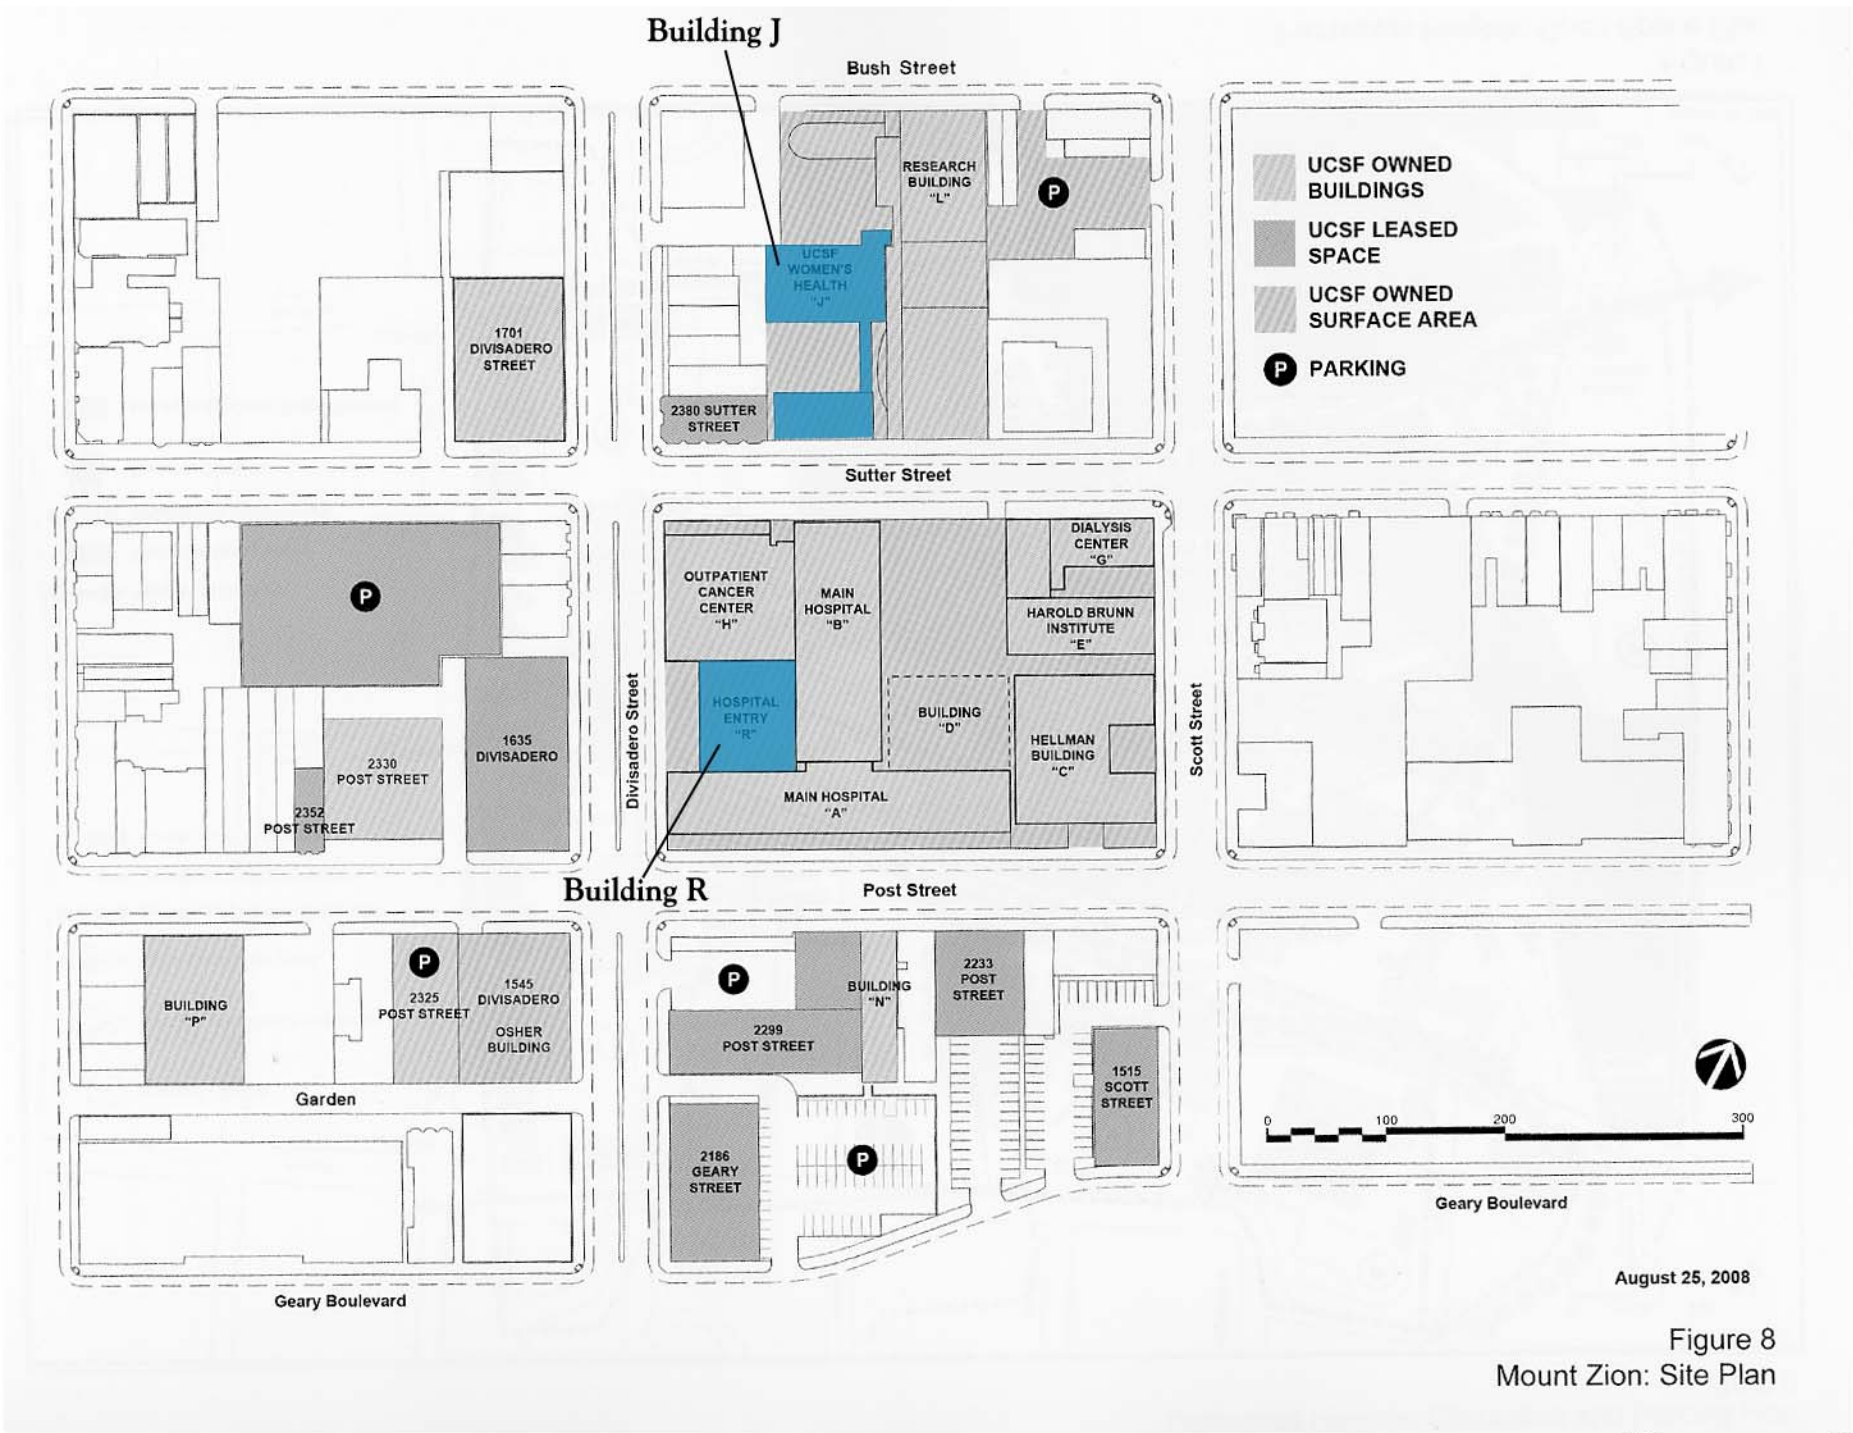 Building J
Bush Street
RESEARCH
BUILDING
"L"
P
UCSF
WOMEN'S
HEALTH
"J"
1701
DIVISADERO
STREET
2380 SUTTER
STREET
UCSF OWNED
BUILDINGS
UCSF LEASED
SPACE
UCSF OWNED
SURFACE AREA
P PARKING
Sutter Street
P
OUTPATIENT
CANCER
CENTER
"H"
MAIN
HOSPITAL
"B"
DIALYSIS
CENTER
"G"
HAROLD BRUNN
INSTITUTE
"E"
HOSPITAL
ENTRY
"R"
BUILDING
"D"
HELLMAN
BUILDING
"C"
MAIN HOSPITAL
"A"
1635
DIVISADERO
2330
POST STREET
2352
POST STREET
Divisadero Street
Scott Street
Building R
Post Street
BUILDING
"P"
P
2325
POST STREET
1545
DIVISADERO
OSHER
BUILDING
P
BUILDING
"N"
2299
POST STREET
2233
POST
STREET
1515
SCOTT
STREET
Garden
2186
GEARY
STREET
P
0 100 200 300
Geary Boulevard
Geary Boulevard
August 25, 2008
Figure 8
Mount Zion: Site Plan